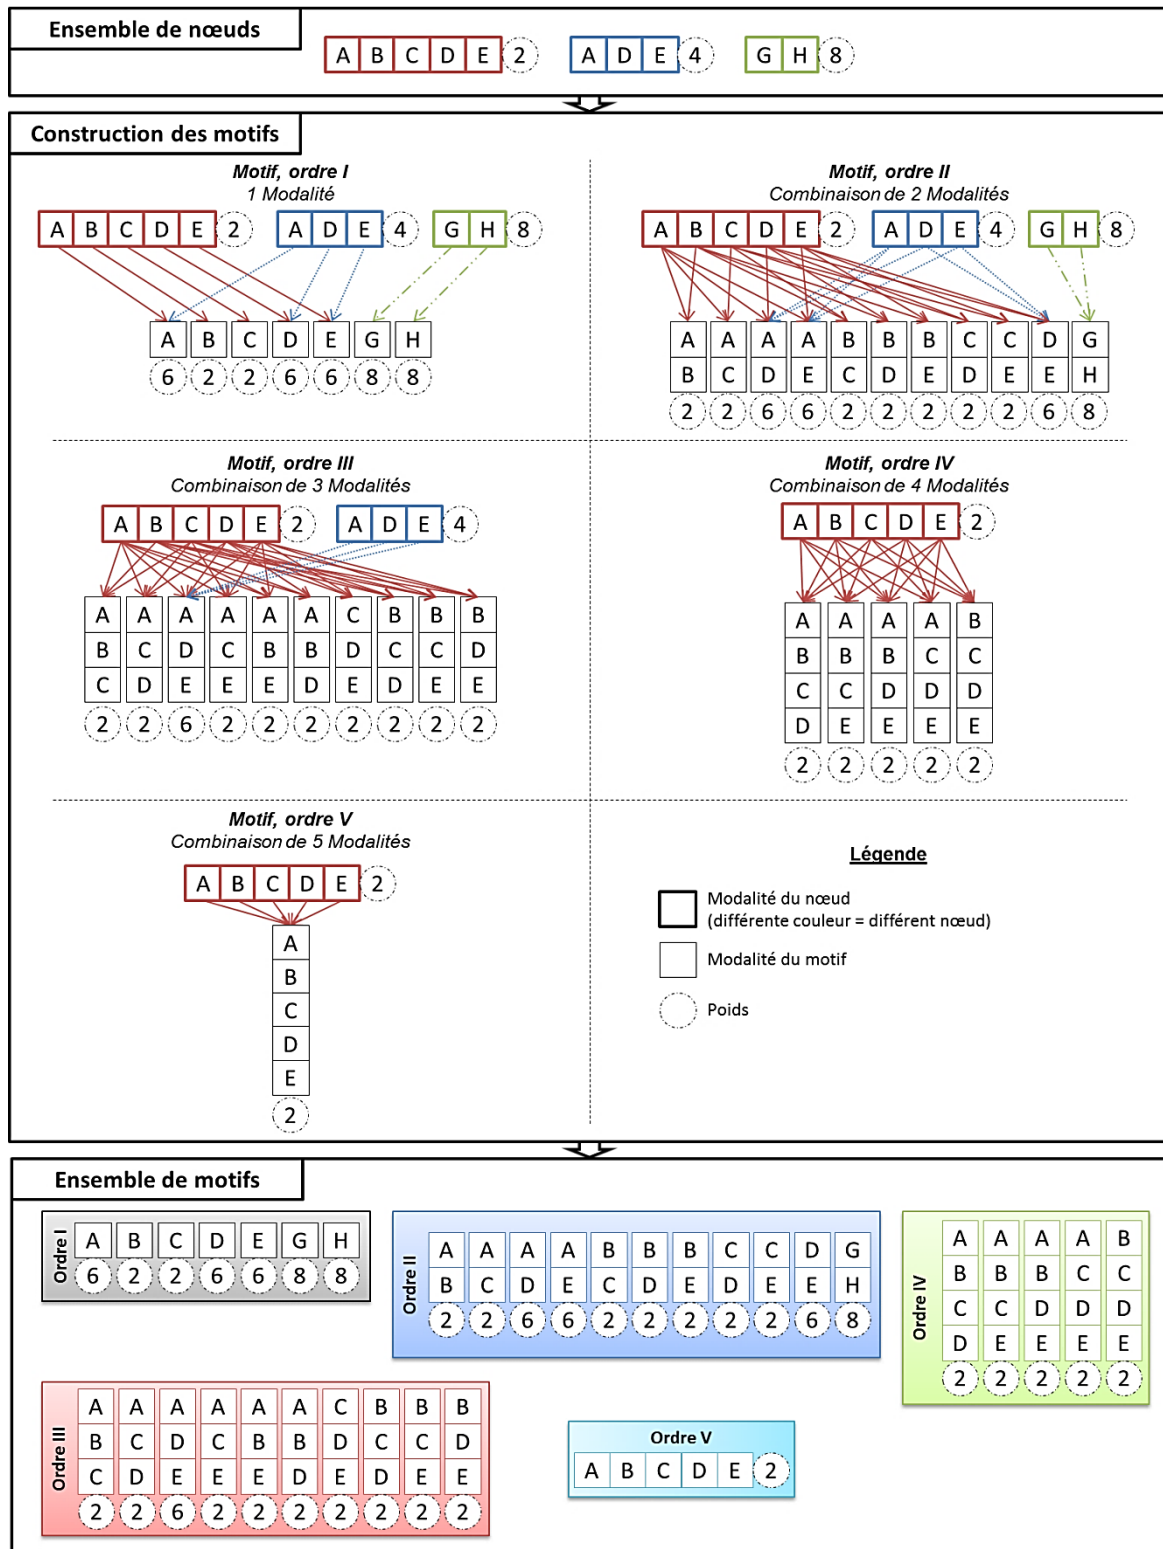 Ensemble de nœuds
A B C D E 2 A D E 4 G H 8
Construction des motifs
Motif, ordre I
1 Modalité
A B C D E 2 A D E 4 G H 8
A B C D E G H
6 2 2 6 6 8 8
Motif, ordre II
Combinaison de 2 Modalités
A B C D E 2 A D E 4 G H 8
A A A A B B B C C D G
B C D E C D E D E E H
2 2 6 6 2 2 2 2 2 6 8
Motif, ordre III
Combinaison de 3 Modalités
A B C D E 2 A D E 4
A A A A A A C B B B
B C D C B B D C C D
C D E E E D E D E E
2 2 6 2 2 2 2 2 2 2
Motif, ordre IV
Combinaison de 4 Modalités
A B C D E 2
A A A A B
B B B C C
C C D D D
D E E E E
2 2 2 2 2
Motif, ordre V
Combinaison de 5 Modalités
A B C D E 2
A
B
C
D
E
2
Légende
Modalité du nœud
(différente couleur = différent nœud)
Modalité du motif
Poids
Ensemble de motifs
Ordre I
A B C D E G H
6 2 2 6 6 8 8
Ordre II
A A A A B B B C C D G
B C D E C D E D E E H
2 2 6 6 2 2 2 2 2 6 8
Ordre IV
A A A A B
B B B C C
C C D D D
D E E E E
2 2 2 2 2
Ordre III
A A A A A A C B B B
B C D C B B D C C D
C D E E E D E D E E
2 2 6 2 2 2 2 2 2 2
Ordre V
A B C D E 2